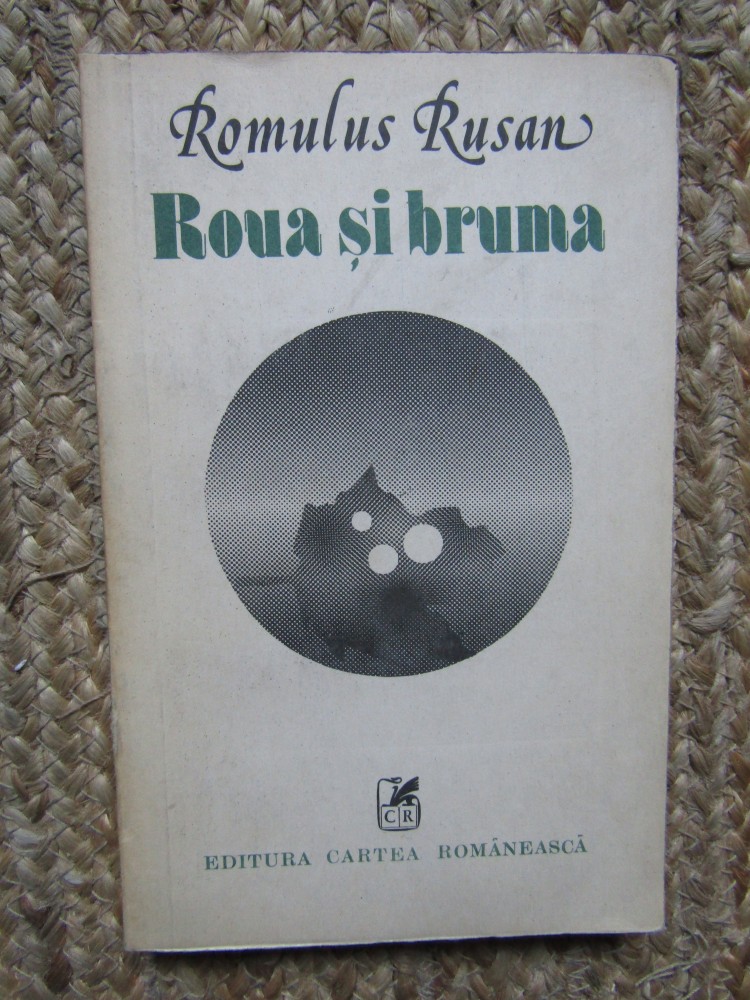 Romulus Rusan
Roua și bruma
CR
EDITURA CARTEA ROMÂNEASCĂ